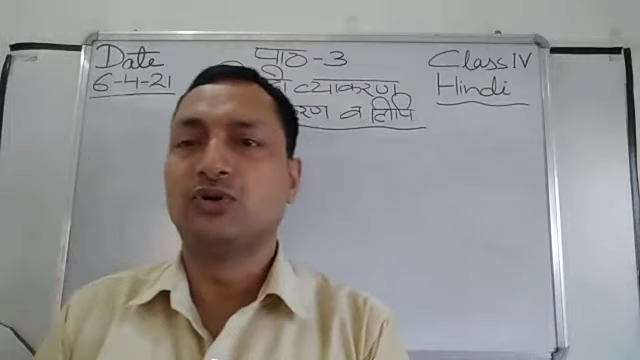 Date
6-4-21
पाठ-3
व्याकरण
व लिपि
Class IV
Hindi